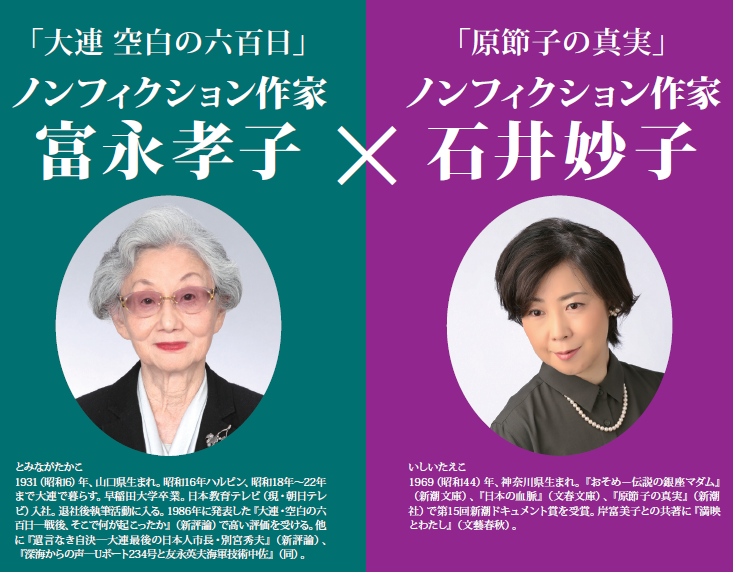 「大連 空白の六百日」
ノンフィクション作家
富永孝子
×
「原節子の真実」
ノンフィクション作家
石井妙子
とみながたかこ
1931(昭和6)年、山口県生まれ。昭和16年ハルビン、昭和18年〜22年
まで大連で暮らす。早稲田大学卒業。日本教育テレビ(現・朝日テレ
ビ)入社。退社後執筆活動に入る。1986年に発表した『大連・空白の六
百日―戦後、そこで何が起こったか』(新評論)で高い評価を受ける。他
に『遺言なき自決―大連最後の日本人市長・別宮秀夫』(新評論)、
『深海からの声―Uボート234号と友永英夫海軍技術中佐』(同)。
いしいたえこ
1969(昭和44)年、神奈川県生まれ。『おそめ―伝説の銀座マダム』
(新潮文庫)、『日本の血脈』(文春文庫)、『原節子の真実』(新潮
社)で第15回新潮ドキュメント賞を受賞。岸富美子との共著に『満映
とわたし』(文藝春秋)。